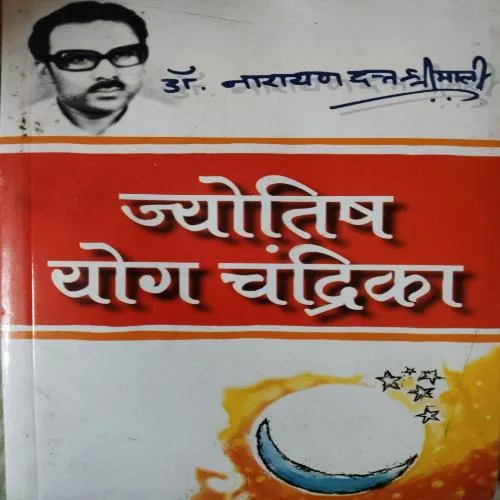 डॉ. नारायण दत्त श्रीमाली
ज्योतिष
योग चंद्रिका